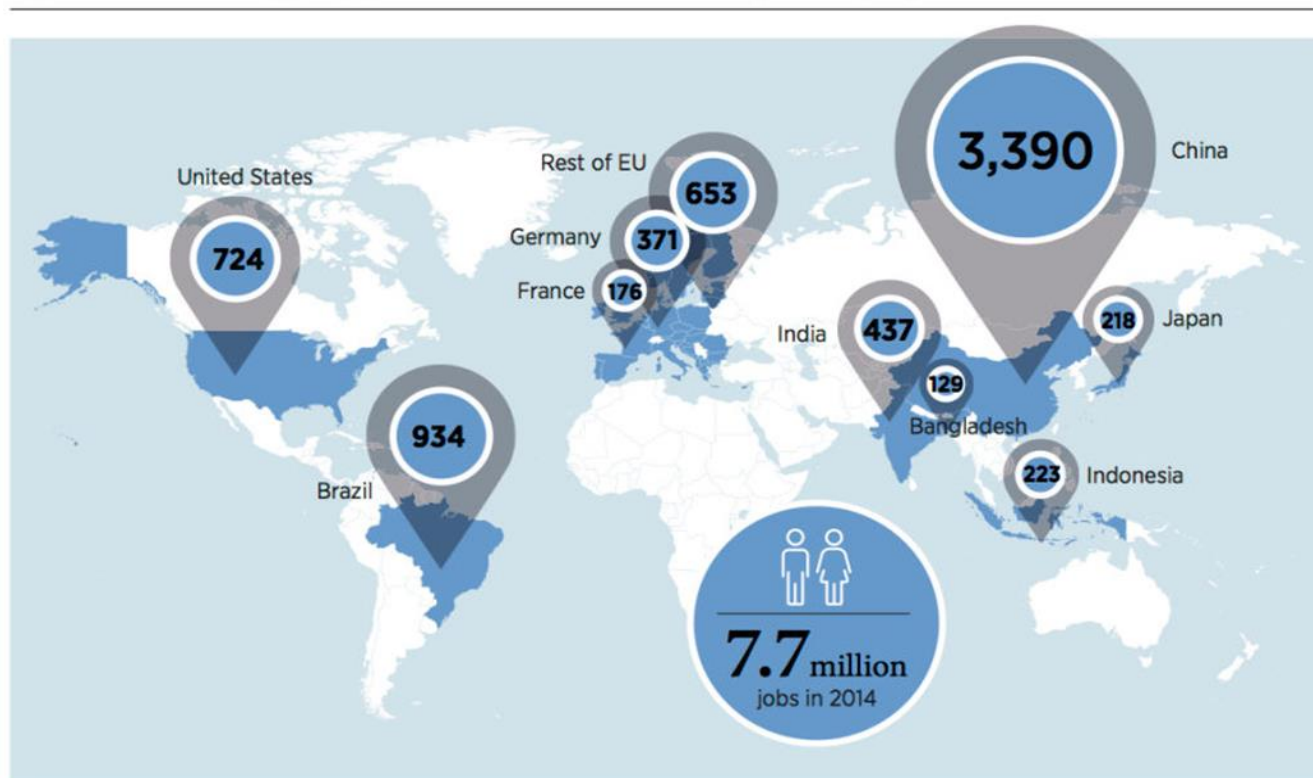 United States
724
Rest of EU
653
Germany
371
France
176
3,390
China
India
437
218
Japan
129
Bangladesh
934
Brazil
223
Indonesia
7.7 million
jobs in 2014